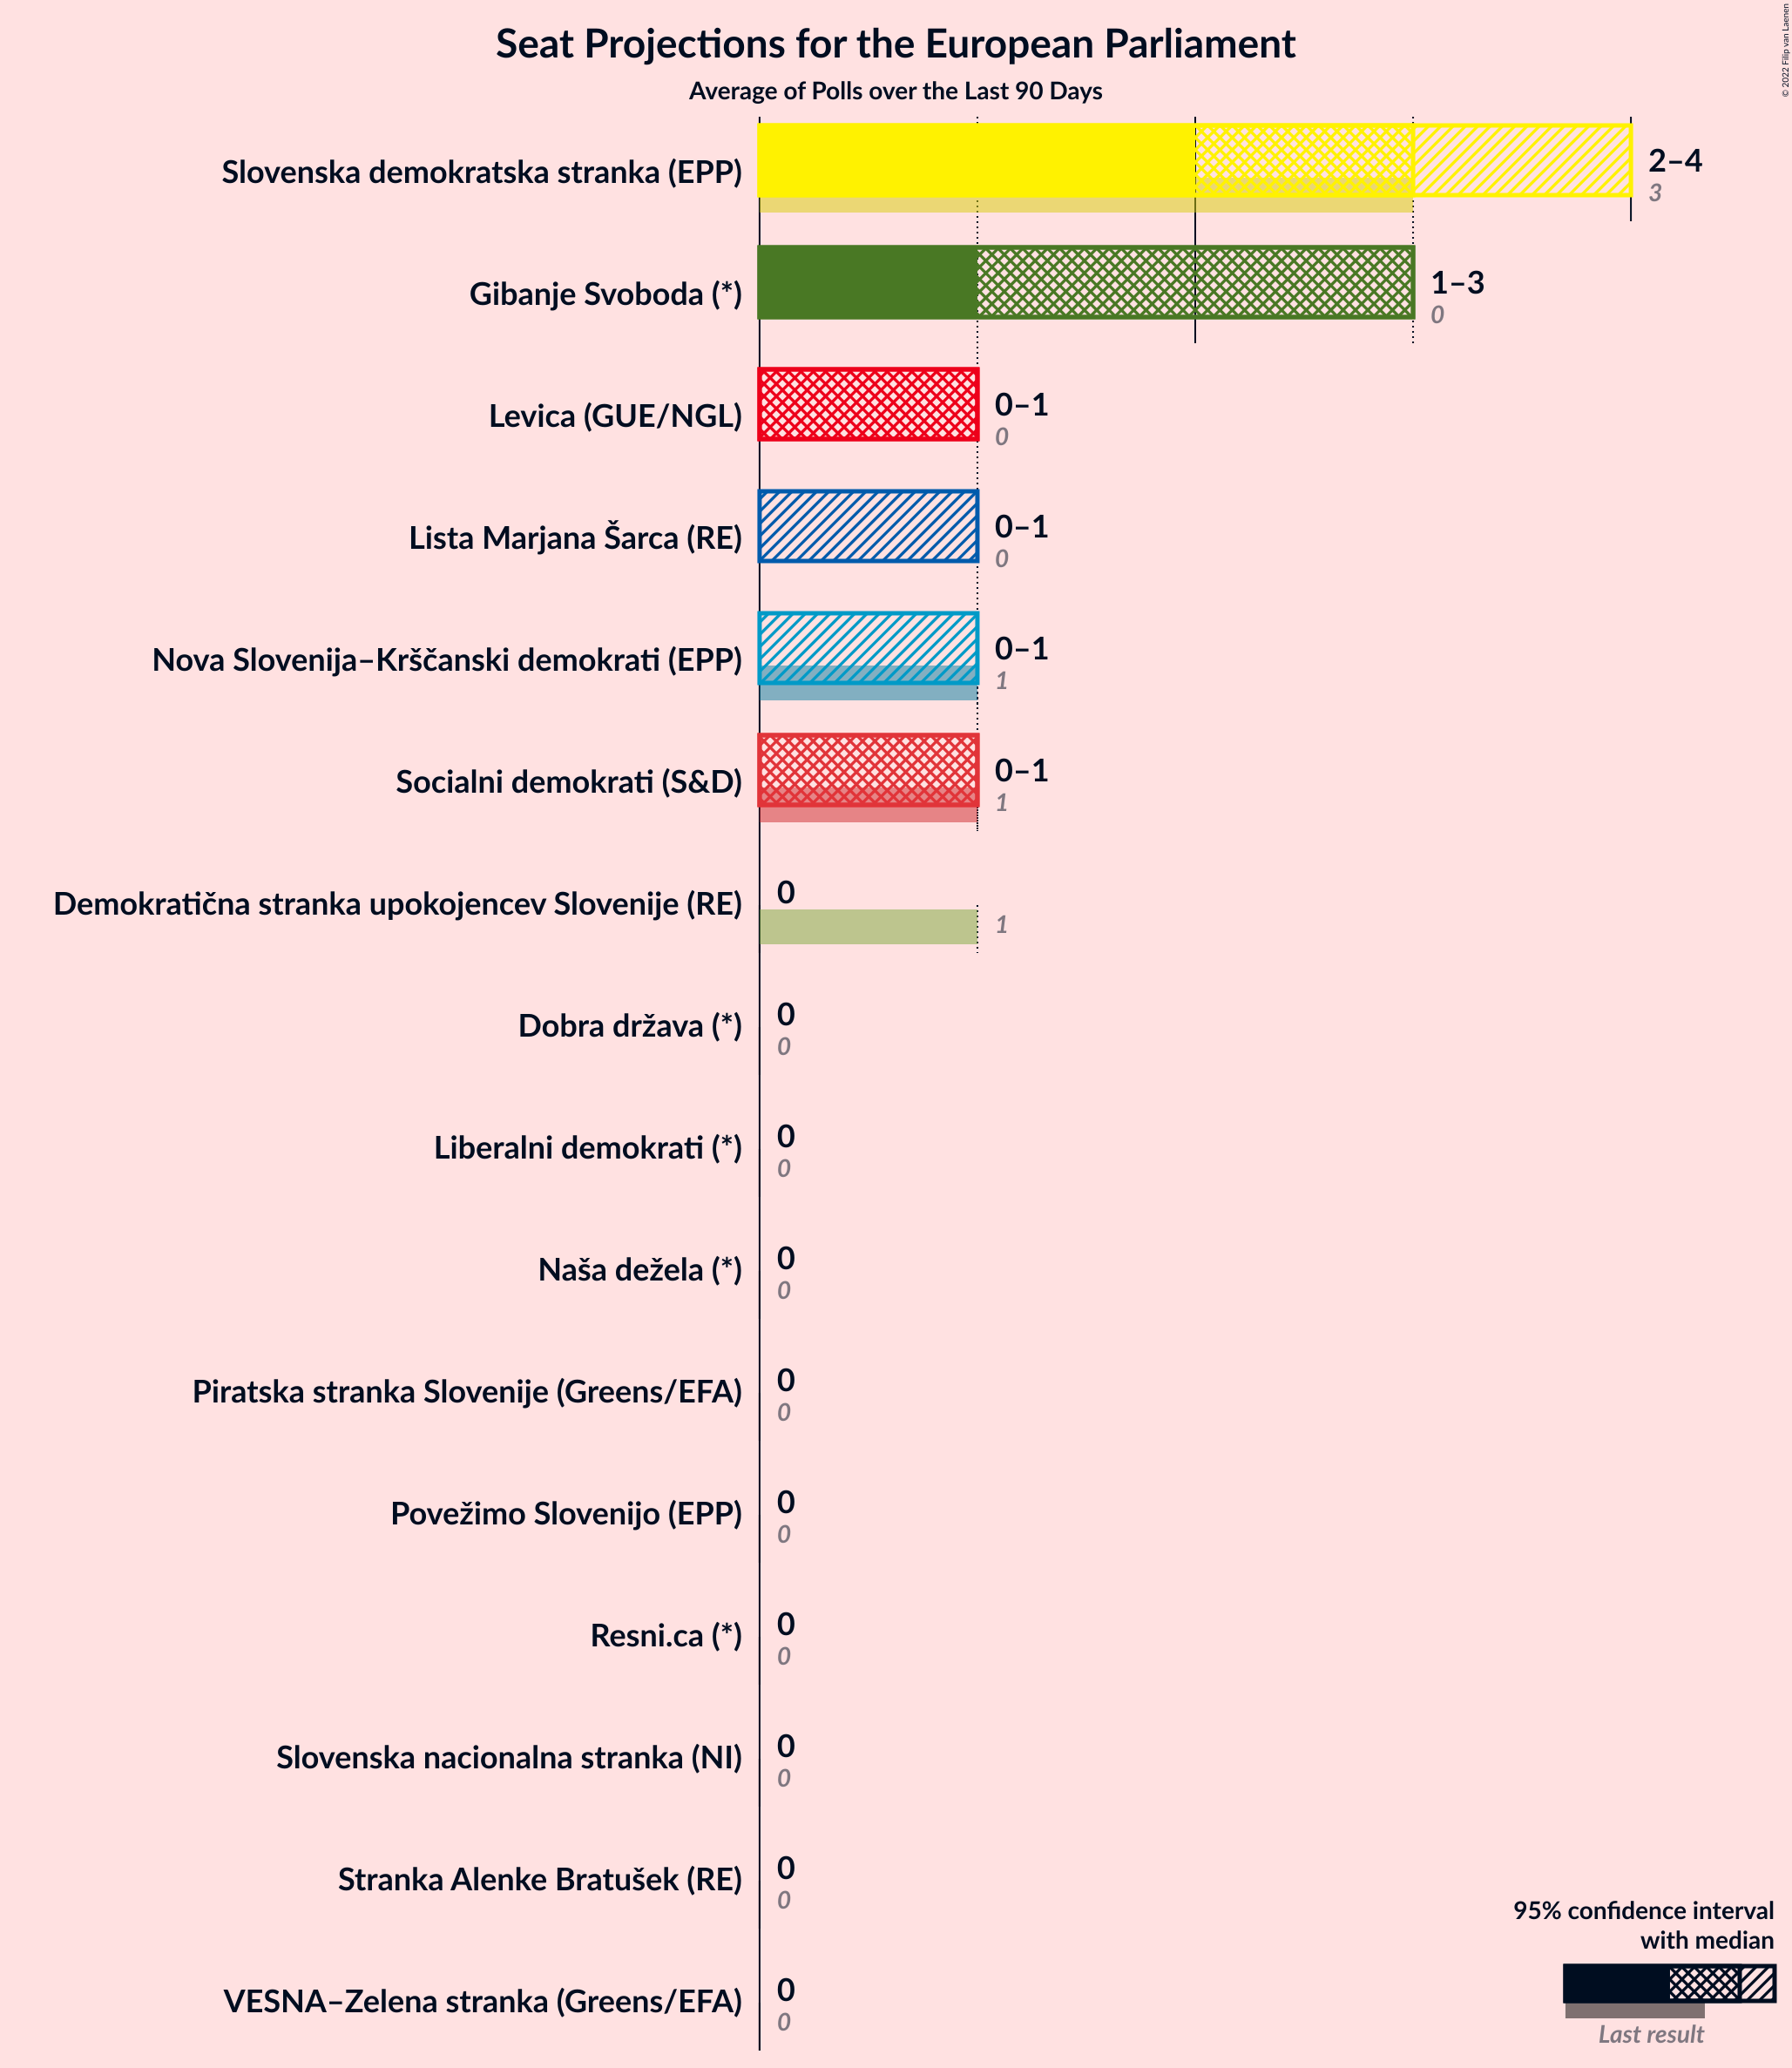 Seat Projections for the European Parliament
Average of Polls over the Last 90 Days
© 2022 Filip van Laenen
Slovenska demokratska stranka (EPP)
2–4
3
Gibanje Svoboda (*)
1–3
0
Levica (GUE/NGL)
0–1
0
Lista Marjana Šarca (RE)
0–1
0
Nova Slovenija–Krščanski demokrati (EPP)
0–1
1
Socialni demokrati (S&D)
0–1
1
Demokratična stranka upokojencev Slovenije (RE)
0
1
Dobra država (*)
0
0
Liberalni demokrati (*)
0
0
Naša dežela (*)
0
0
Piratska stranka Slovenije (Greens/EFA)
0
0
Povežimo Slovenijo (EPP)
0
0
Resni.ca (*)
0
0
Slovenska nacionalna stranka (NI)
0
0
Stranka Alenke Bratušek (RE)
0
0
VESNA–Zelena stranka (Greens/EFA)
0
0
95% confidence interval
with median
Last result